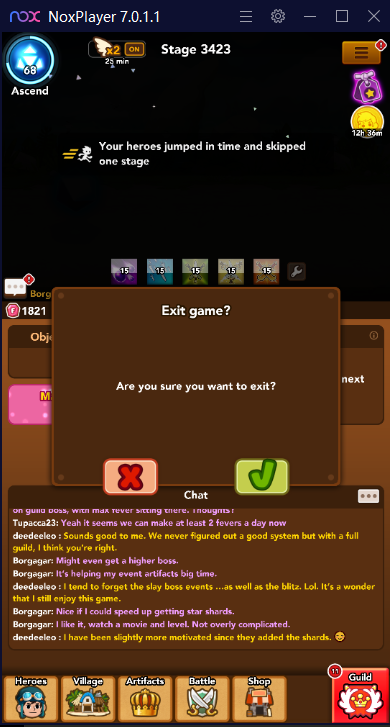 nox NoxPlayer 7.0.1.1
x2 ON
Stage 3423
25 min
68
Ascend
12h 36m
Your heroes jumped in time and skipped
one stage
15 15 15 15 15
Borg
1821
Exit game?
Obje
next
Are you sure you want to exit?
M
Chat
on guild boss, with max fever sitting there. Thoughts?
Tupacca23: Yeah it seems we can make at least 2 fevers a day now
deedeeleo : Sounds good to me. We never figured out a good system but with a full
guild, I think you're right.
Borgagar: Might even get a higher boss.
Borgagar: It's helping my event artifacts big time.
deedeeleo : I tend to forget the slay boss events ...as well as the blitz. Lol. It's a wonder
that I still enjoy this game.
Borgagar: Nice if I could speed up getting star shards.
Borgagar: I like it, watch a movie and level. Not overly complicated.
deedeeleo : I have been slightly more motivated since they added the shards. 😊
11
Heroes Village Artifacts Battle Shop Guild